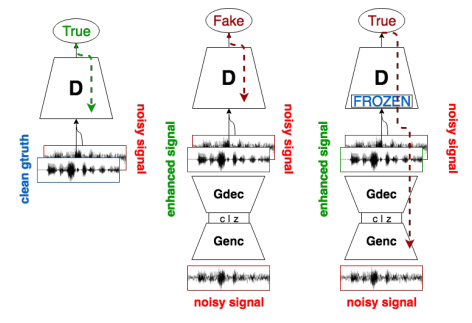 True
D
clean gtruth
noisy signal
Fake
D
enhanced signal
noisy signal
Gdec
c | z
Genc
noisy signal
True
D
FROZEN
enhanced signal
noisy signal
Gdec
c | z
Genc
noisy signal